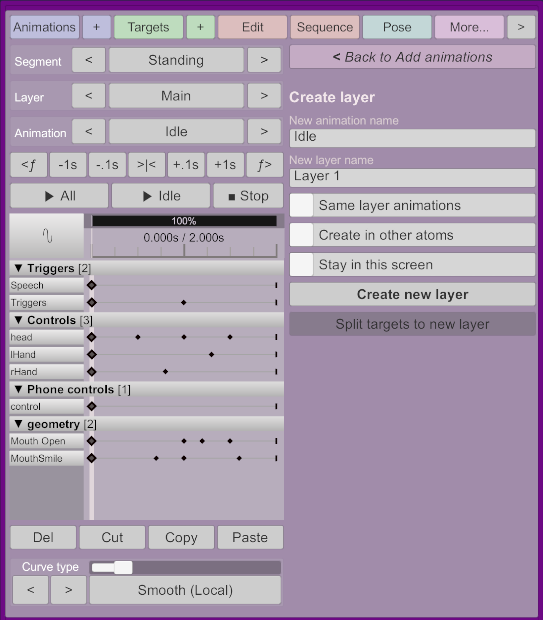 Animations + Targets + Edit Sequence Pose More... >
Segment < Standing >
< Back to Add animations
Layer < Main >
Create layer
New animation name
Idle
Animation < Idle >
New layer name
Layer 1
<f -1s -.1s >|< +.1s +1s f>
▶ All ▶ Idle ■ Stop
Same layer animations
Create in other atoms
Stay in this screen
Create new layer
Split targets to new layer
100%
0.000s / 2.000s
▼ Triggers [2]
Speech
Triggers
▼ Controls [3]
head
lHand
rHand
▼ Phone controls [1]
control
▼ geometry [2]
Mouth Open
MouthSmile
Del Cut Copy Paste
Curve type
< > Smooth (Local)